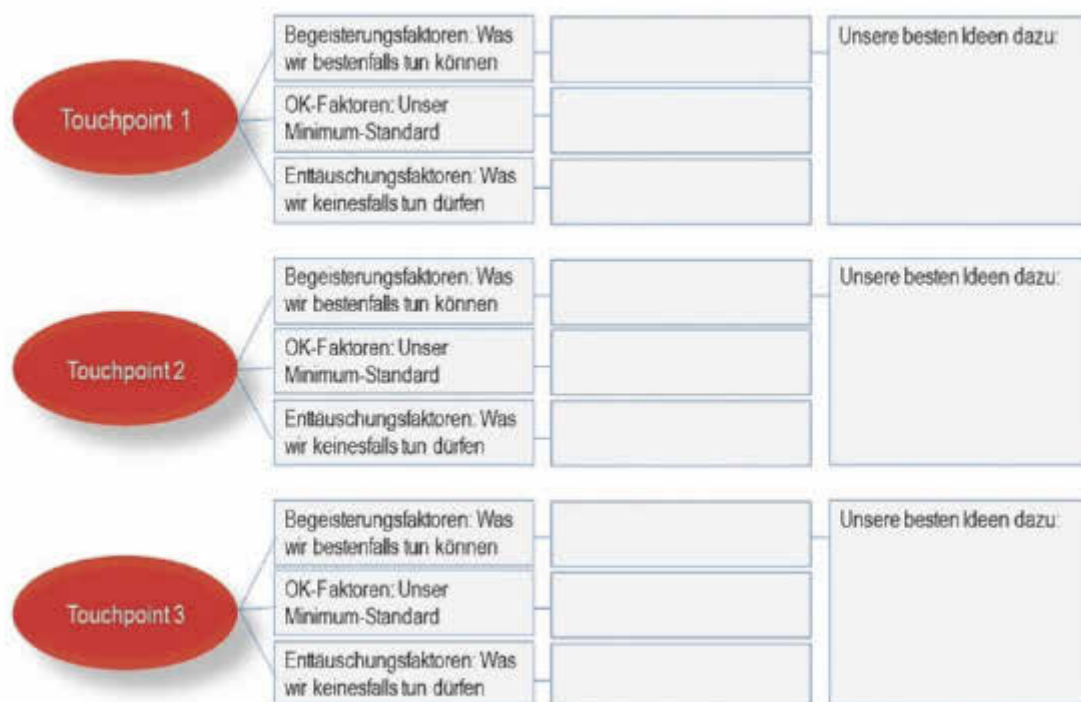 Touchpoint 1
Begeisterungsfaktoren: Was
wir bestenfalls tun können
OK-Faktoren: Unser
Minimum-Standard
Enttäuschungsfaktoren: Was
wir keinesfalls tun dürfen
Unsere besten Ideen dazu:
Touchpoint 2
Begeisterungsfaktoren: Was
wir bestenfalls tun können
OK-Faktoren: Unser
Minimum-Standard
Enttäuschungsfaktoren: Was
wir keinesfalls tun dürfen
Unsere besten Ideen dazu:
Touchpoint 3
Begeisterungsfaktoren: Was
wir bestenfalls tun können
OK-Faktoren: Unser
Minimum-Standard
Enttäuschungsfaktoren: Was
wir keinesfalls tun dürfen
Unsere besten Ideen dazu: